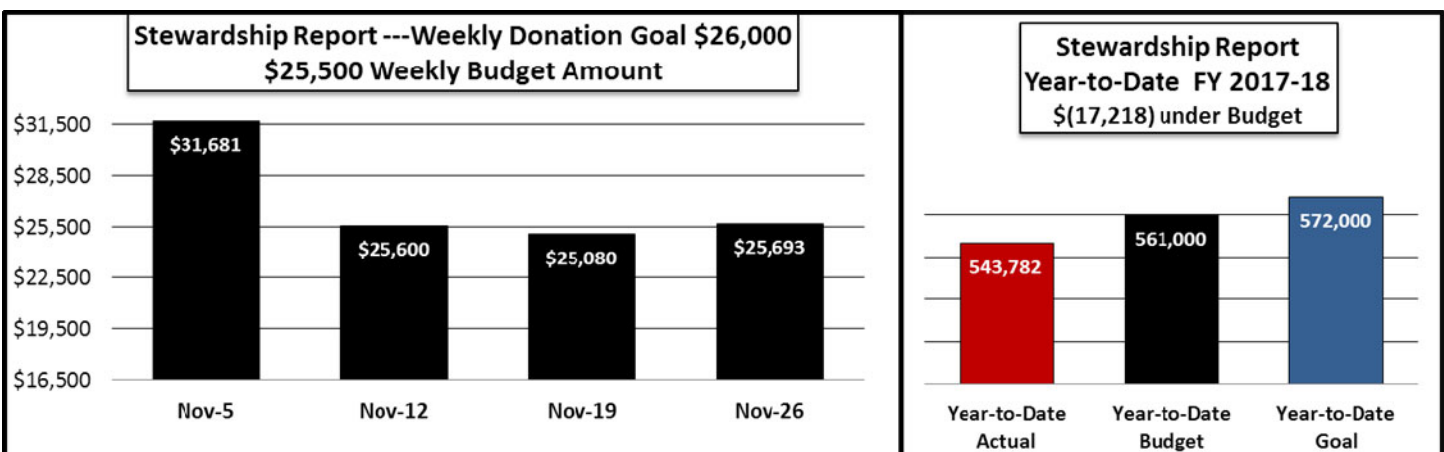 Stewardship Report ---Weekly Donation Goal $26,000
$25,500 Weekly Budget Amount
$31,500
$28,500
$25,500
$22,500
$19,500
$16,500
$31,681
$25,600
$25,080
$25,693
Nov-5
Nov-12
Nov-19
Nov-26
Stewardship Report
Year-to-Date FY 2017-18
$(17,218) under Budget
543,782
561,000
572,000
Year-to-Date
Actual
Year-to-Date
Budget
Year-to-Date
Goal